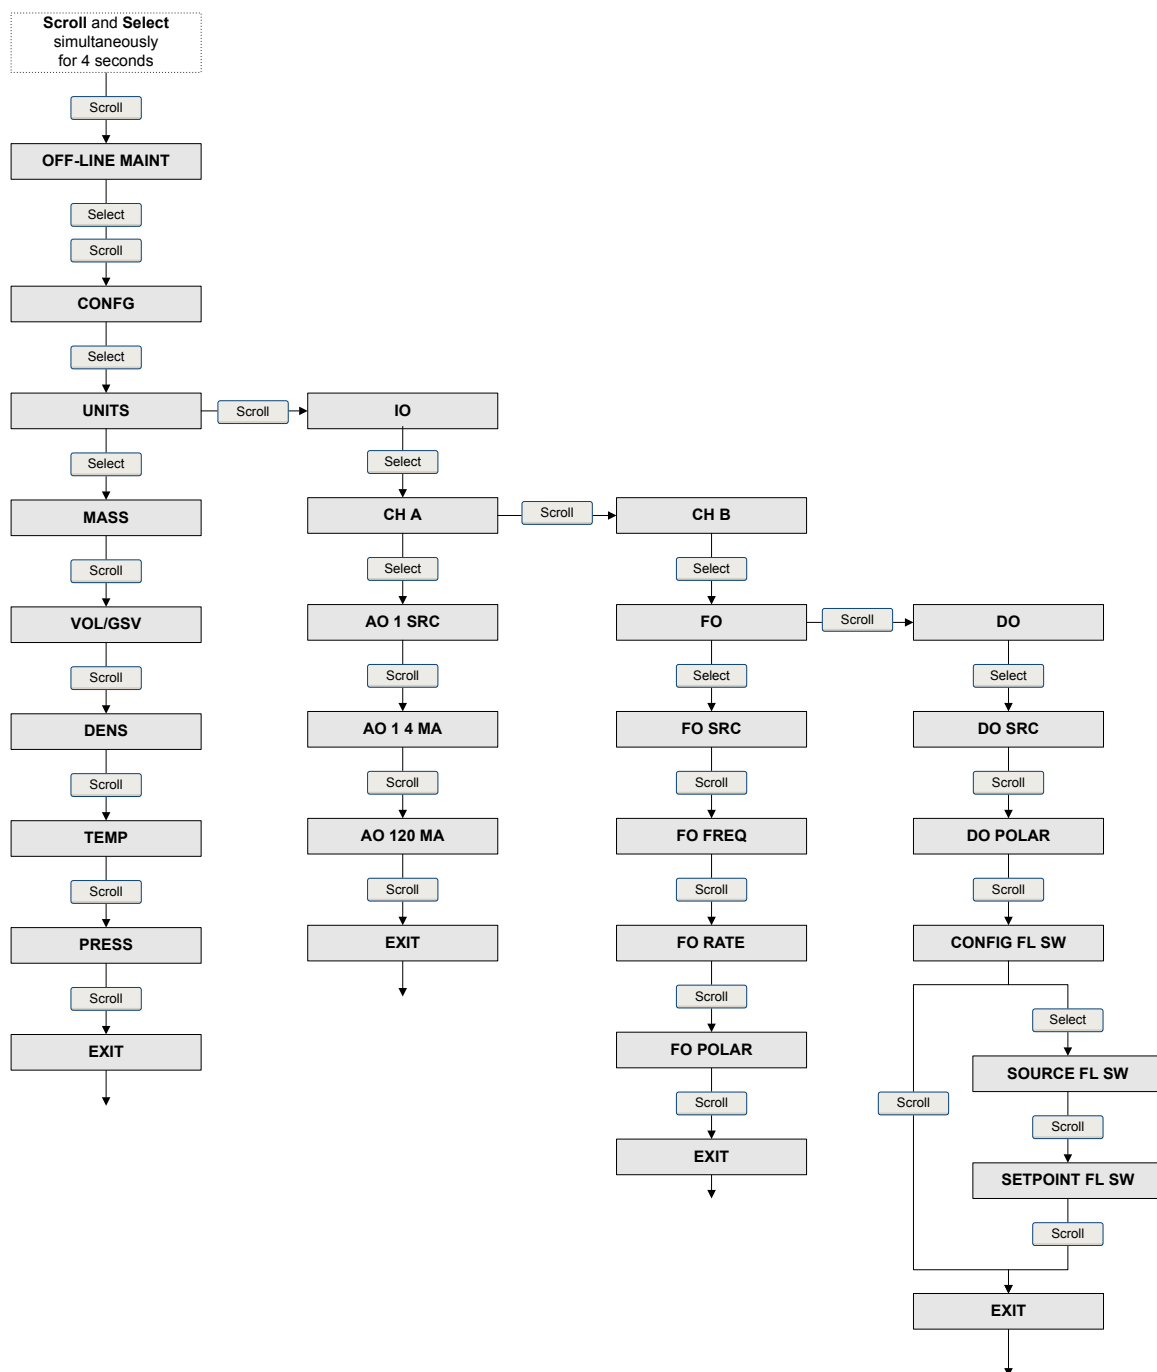 Scroll and Select
simultaneously
for 4 seconds
Scroll
OFF-LINE MAINT
Select
Scroll
CONFG
Select
UNITS
Scroll
IO
Select
Select
MASS
CH A
Scroll
CH B
Scroll
Select
Select
VOL/GSV
AO 1 SRC
FO
Scroll
DO
Scroll
Scroll
Select
Select
DENS
AO 1 4 MA
FO SRC
DO SRC
Scroll
Scroll
Scroll
Scroll
TEMP
AO 120 MA
FO FREQ
DO POLAR
Scroll
Scroll
Scroll
Scroll
PRESS
EXIT
FO RATE
CONFIG FL SW
Scroll
Scroll
Select
EXIT
FO POLAR
SOURCE FL SW
Scroll
Scroll
Scroll
EXIT
SETPOINT FL SW
Scroll
EXIT